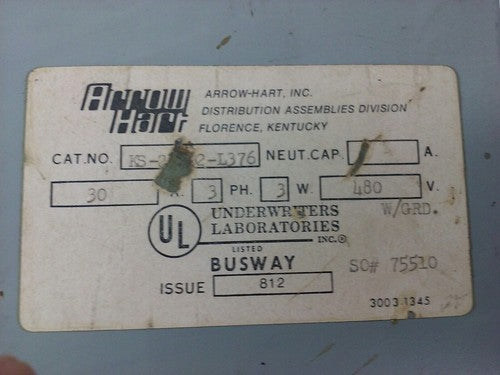 Arrow Hart
ARROW-HART, INC.
DISTRIBUTION ASSEMBLIES DIVISION
FLORENCE, KENTUCKY
CAT.NO. NEUT.CAP. A.
30 A. 3 PH. 3 W. 480 V.
W/GRD.
UL
UNDERWRITERS
LABORATORIES
INC.®
LISTED
BUSWAY
SO# 75510
ISSUE 812
3003.1345